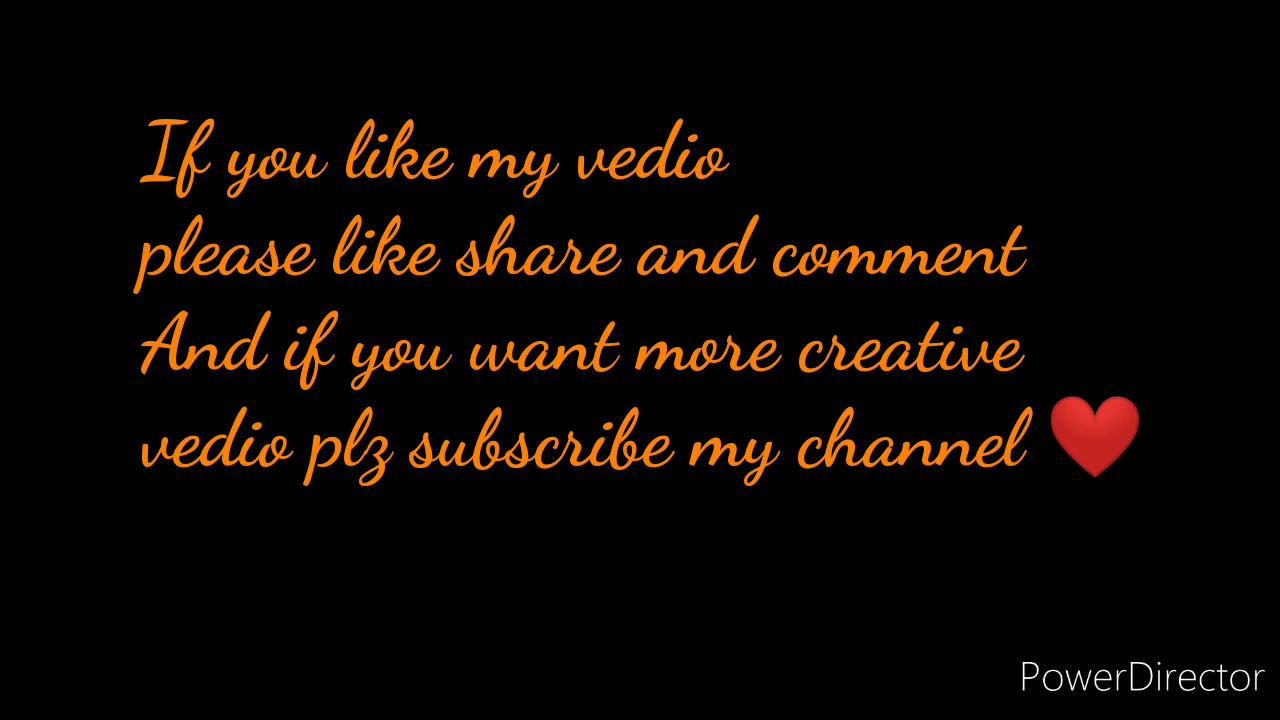 If you like my vedio
please like share and comment
And if you want more creative
vedio plz subscribe my channel ❤️
PowerDirector